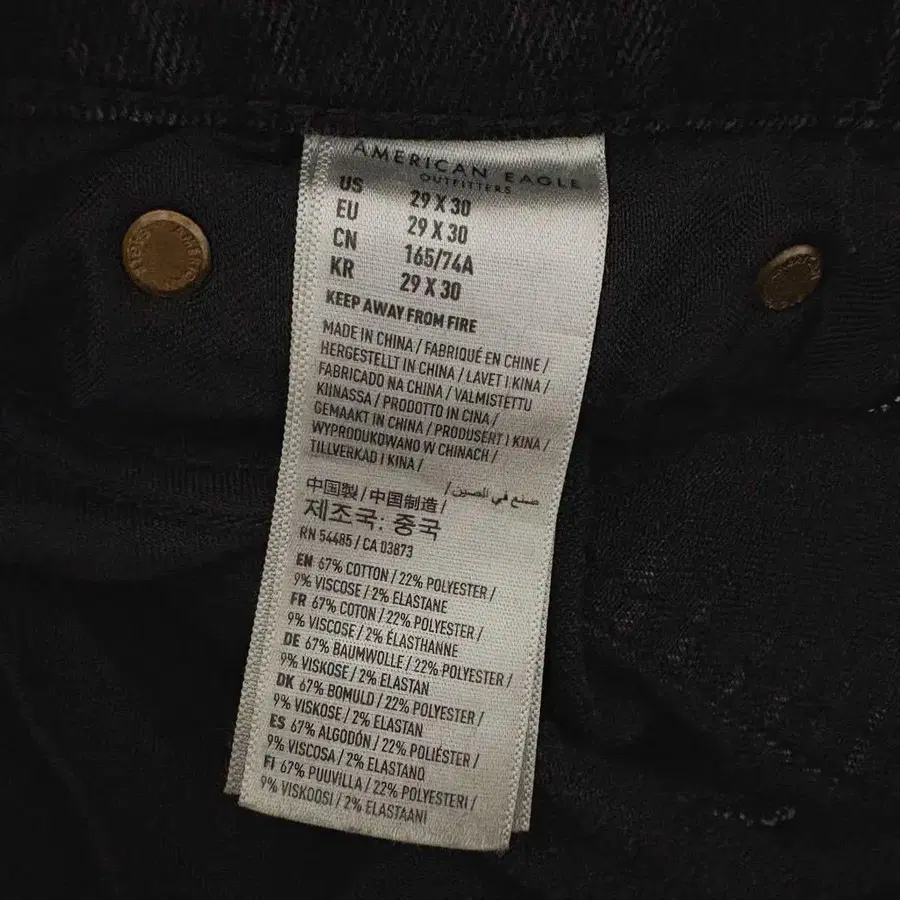 AMERICAN EAGLE
OUTFITTERS
US 29 X 30
EU 29 X 30
CN 165/74A
KR 29 X 30
KEEP AWAY FROM FIRE
MADE IN CHINA / FABRIQUÉ EN CHINE /
HERGESTELLT IN CHINA / LAVET I KINA /
FABRICADO NA CHINA / VALMISTETTU
KIINASSA / PRODOTTO IN CINA /
GEMAAKT IN CHINA / PRODUSERT I KINA /
WYPRODUKOWANO W CHINACH /
TILLVERKAD I KINA /
中国製 / 中国制造 / صنع في الصين /
제조국: 중국
RN 54485 / CA 03873
EN 67% COTTON / 22% POLYESTER /
9% VISCOSE / 2% ELASTANE
FR 67% COTON / 22% POLYESTER /
9% VISCOSE / 2% ÉLASTHANNE
DE 67% BAUMWOLLE / 22% POLYESTER /
9% VISKOSE / 2% ELASTAN
DK 67% BOMULD / 22% POLYESTER /
9% VISKOSE / 2% ELASTAN
ES 67% ALGODÓN / 22% POLIÉSTER /
9% VISCOSA / 2% ELASTANO
FI 67% PUUVILLA / 22% POLYESTERI /
9% VISKOOSI / 2% ELASTAANI